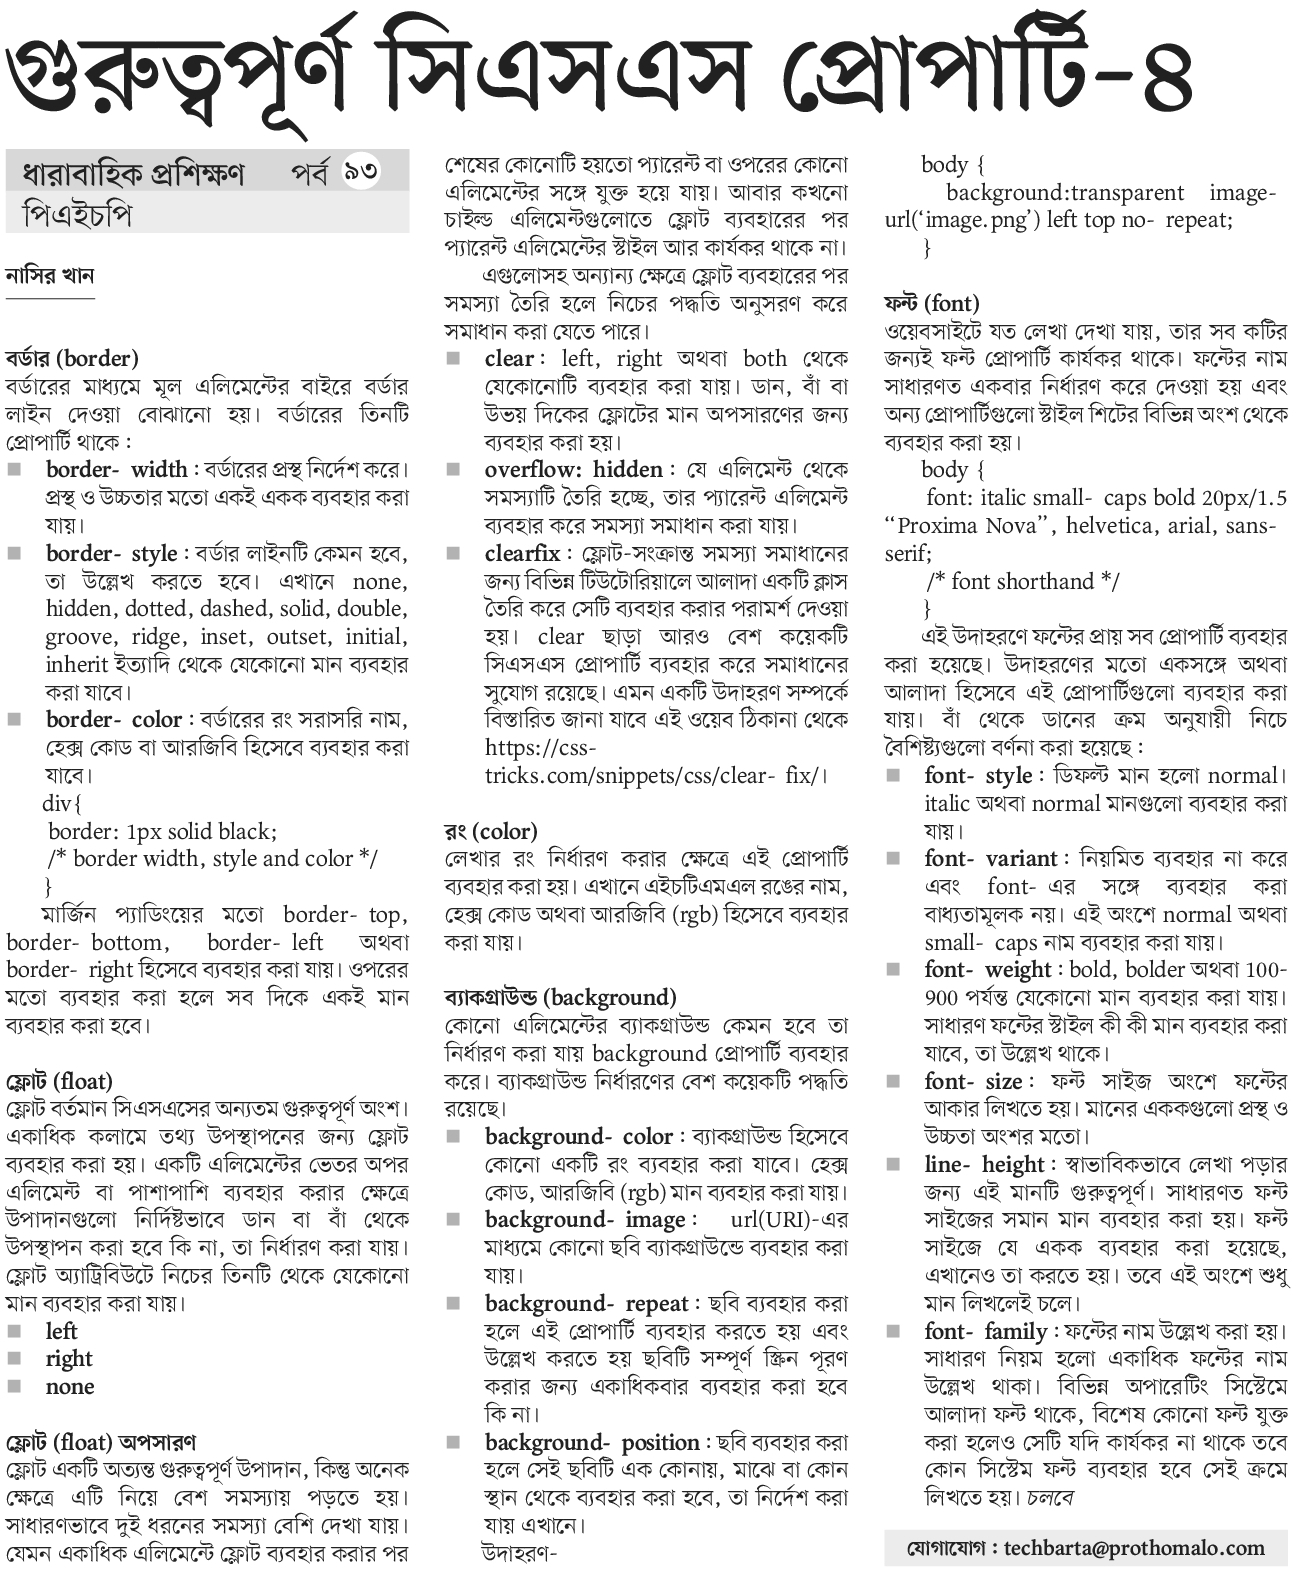 গুরুত্বপূর্ণ সিএসএস প্রোপার্টি-৪
ধারাবাহিক প্রশিক্ষণ পর্ব ৯৩
পিএইচপি
নাসির খান
বর্ডার (border)
বর্ডারের মাধ্যমে মূল এলিমেন্টের বাইরে বর্ডার
লাইন দেওয়া বোঝানো হয়। বর্ডারের তিনটি
প্রোপার্টি থাকে :
■ border- width : বর্ডারের প্রস্থ নির্দেশ করে।
প্রস্থ ও উচ্চতার মতো একই একক ব্যবহার করা
যায়।
■ border- style : বর্ডার লাইনটি কেমন হবে,
তা উল্লেখ করতে হবে। এখানে none,
hidden, dotted, dashed, solid, double,
groove, ridge, inset, outset, initial,
inherit ইত্যাদি থেকে যেকোনো মান ব্যবহার
করা যাবে।
■ border- color : বর্ডারের রং সরাসরি নাম,
হেক্স কোড বা আরজিবি হিসেবে ব্যবহার করা
যাবে।
div{
border: 1px solid black;
/* border width, style and color */
}
মার্জিন প্যাডিংয়ের মতো border- top,
border- bottom, border- left অথবা
border- right হিসেবে ব্যবহার করা যায়। ওপরের
মতো ব্যবহার করা হলে সব দিকে একই মান
ব্যবহার করা হবে।
ফ্লোট (float)
ফ্লোট বর্তমান সিএসএসের অন্যতম গুরুত্বপূর্ণ অংশ।
একাধিক কলামে তথ্য উপস্থাপনের জন্য ফ্লোট
ব্যবহার করা হয়। একটি এলিমেন্টের ভেতর অপর
এলিমেন্ট বা পাশাপাশি ব্যবহার করার ক্ষেত্রে
উপাদানগুলো নির্দিষ্টভাবে ডান বা বাঁ থেকে
উপস্থাপন করা হবে কি না, তা নির্ধারণ করা যায়।
ফ্লোট অ্যাট্রিবিউটে নিচের তিনটি থেকে যেকোনো
মান ব্যবহার করা যায়।
■ left
■ right
■ none
ফ্লোট (float) অপসারণ
ফ্লোট একটি অত্যন্ত গুরুত্বপূর্ণ উপাদান, কিন্তু অনেক
ক্ষেত্রে এটি নিয়ে বেশ সমস্যায় পড়তে হয়।
সাধারণভাবে দুই ধরনের সমস্যা বেশি দেখা যায়।
যেমন একাধিক এলিমেন্টে ফ্লোট ব্যবহার করার পর
শেষের কোনোটি হয়তো প্যারেন্ট বা ওপরের কোনো
এলিমেন্টের সঙ্গে যুক্ত হয়ে যায়। আবার কখনো
চাইল্ড এলিমেন্টগুলোতে ফ্লোট ব্যবহারের পর
প্যারেন্ট এলিমেন্টের স্টাইল আর কার্যকর থাকে না।
এগুলোসহ অন্যান্য ক্ষেত্রে ফ্লোট ব্যবহারের পর
সমস্যা তৈরি হলে নিচের পদ্ধতি অনুসরণ করে
সমাধান করা যেতে পারে।
■ clear : left, right অথবা both থেকে
যেকোনোটি ব্যবহার করা যায়। ডান, বাঁ বা
উভয় দিকের ফ্লোটের মান অপসারণের জন্য
ব্যবহার করা হয়।
■ overflow: hidden : যে এলিমেন্ট থেকে
সমস্যাটি তৈরি হচ্ছে, তার প্যারেন্ট এলিমেন্ট
ব্যবহার করে সমস্যা সমাধান করা যায়।
■ clearfix : ফ্লোট-সংক্রান্ত সমস্যা সমাধানের
জন্য বিভিন্ন টিউটোরিয়ালে আলাদা একটি ক্লাস
তৈরি করে সেটি ব্যবহার করার পরামর্শ দেওয়া
হয়। clear ছাড়া আরও বেশ কয়েকটি
সিএসএস প্রোপার্টি ব্যবহার করে সমাধানের
সুযোগ রয়েছে। এমন একটি উদাহরণ সম্পর্কে
বিস্তারিত জানা যাবে এই ওয়েব ঠিকানা থেকে
https://css-
tricks.com/snippets/css/clear- fix/।
রং (color)
লেখার রং নির্ধারণ করার ক্ষেত্রে এই প্রোপার্টি
ব্যবহার করা হয়। এখানে এইচটিএমএল রঙের নাম,
হেক্স কোড অথবা আরজিবি (rgb) হিসেবে ব্যবহার
করা যায়।
ব্যাকগ্রাউন্ড (background)
কোনো এলিমেন্টের ব্যাকগ্রাউন্ড কেমন হবে তা
নির্ধারণ করা যায় background প্রোপার্টি ব্যবহার
করে। ব্যাকগ্রাউন্ড নির্ধারণের বেশ কয়েকটি পদ্ধতি
রয়েছে।
■ background- color : ব্যাকগ্রাউন্ড হিসেবে
কোনো একটি রং ব্যবহার করা যাবে। হেক্স
কোড, আরজিবি (rgb) মান ব্যবহার করা যায়।
■ background- image : url(URI)-এর
মাধ্যমে কোনো ছবি ব্যাকগ্রাউন্ডে ব্যবহার করা
যায়।
■ background- repeat : ছবি ব্যবহার করা
হলে এই প্রোপার্টি ব্যবহার করতে হয় এবং
উল্লেখ করতে হয় ছবিটি সম্পূর্ণ স্ক্রিন পূরণ
করার জন্য একাধিকবার ব্যবহার করা হবে
কি না।
■ background- position : ছবি ব্যবহার করা
হলে সেই ছবিটি এক কোনায়, মাঝে বা কোন
স্থান থেকে ব্যবহার করা হবে, তা নির্দেশ করা
যায় এখানে।
উদাহরণ-
body {
background:transparent image-
url(‘image.png’) left top no- repeat;
}
ফন্ট (font)
ওয়েবসাইটে যত লেখা দেখা যায়, তার সব কটির
জন্যই ফন্ট প্রোপার্টি কার্যকর থাকে। ফন্টের নাম
সাধারণত একবার নির্ধারণ করে দেওয়া হয় এবং
অন্য প্রোপার্টিগুলো স্টাইল শিটের বিভিন্ন অংশ থেকে
ব্যবহার করা হয়।
body {
font: italic small- caps bold 20px/1.5
“Proxima Nova”, helvetica, arial, sans-
serif;
/* font shorthand */
}
এই উদাহরণে ফন্টের প্রায় সব প্রোপার্টি ব্যবহার
করা হয়েছে। উদাহরণের মতো একসঙ্গে অথবা
আলাদা হিসেবে এই প্রোপার্টিগুলো ব্যবহার করা
যায়। বাঁ থেকে ডানের ক্রম অনুযায়ী নিচে
বৈশিষ্ট্যগুলো বর্ণনা করা হয়েছে :
■ font- style : ডিফল্ট মান হলো normal।
italic অথবা normal মানগুলো ব্যবহার করা
যায়।
■ font- variant : নিয়মিত ব্যবহার না করে
এবং font- এর সঙ্গে ব্যবহার করা
বাধ্যতামূলক নয়। এই অংশে normal অথবা
small- caps নাম ব্যবহার করা যায়।
■ font- weight : bold, bolder অথবা 100-
900 পর্যন্ত যেকোনো মান ব্যবহার করা যায়।
সাধারণ ফন্টের স্টাইল কী কী মান ব্যবহার করা
যাবে, তা উল্লেখ থাকে।
■ font- size : ফন্ট সাইজ অংশে ফন্টের
আকার লিখতে হয়। মানের এককগুলো প্রস্থ ও
উচ্চতা অংশর মতো।
■ line- height : স্বাভাবিকভাবে লেখা পড়ার
জন্য এই মানটি গুরুত্বপূর্ণ। সাধারণত ফন্ট
সাইজের সমান মান ব্যবহার করা হয়। ফন্ট
সাইজে যে একক ব্যবহার করা হয়েছে,
এখানেও তা করতে হয়। তবে এই অংশে শুধু
মান লিখলেই চলে।
■ font- family : ফন্টের নাম উল্লেখ করা হয়।
সাধারণ নিয়ম হলো একাধিক ফন্টের নাম
উল্লেখ থাকা। বিভিন্ন অপারেটিং সিস্টেমে
আলাদা ফন্ট থাকে, বিশেষ কোনো ফন্ট যুক্ত
করা হলেও সেটি যদি কার্যকর না থাকে তবে
কোন সিস্টেম ফন্ট ব্যবহার হবে সেই ক্রমে
লিখতে হয়। চলবে
যোগাযোগ : techbarta@prothomalo.com